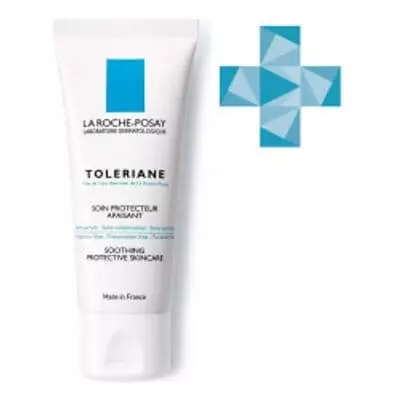 LA ROCHE-POSAY
LABORATOIRE DERMATOLOGIQUE
TOLERIANE
SOIN PROTECTEUR
APAISANT
SOOTHING
PROTECTIVE SKINCARE
Made in France